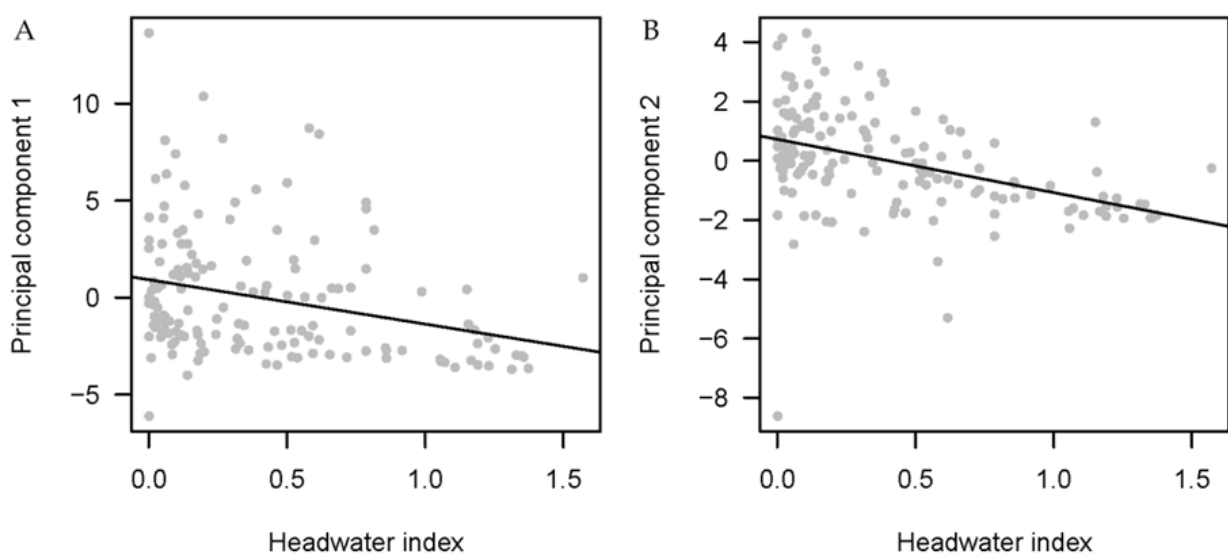 A
Principal component 1
10
5
0
−5
0.0 0.5 1.0 1.5
Headwater index
B
Principal component 2
4
2
0
−2
−4
−6
−8
0.0 0.5 1.0 1.5
Headwater index